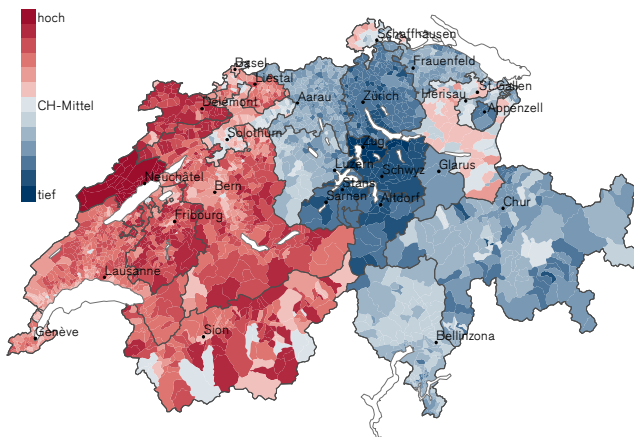 hoch
CH-Mittel
tief
Schaffhausen
Basel
Liestal
Frauenfeld
Delémont
Aarau
Zürich
Herisau
St.Gallen
Appenzell
Solothurn
Zug
Neuchâtel
Bern
Luzern
Schwyz
Glarus
Stans
Sarnen
Altdorf
Chur
Fribourg
Lausanne
Genève
Sion
Bellinzona